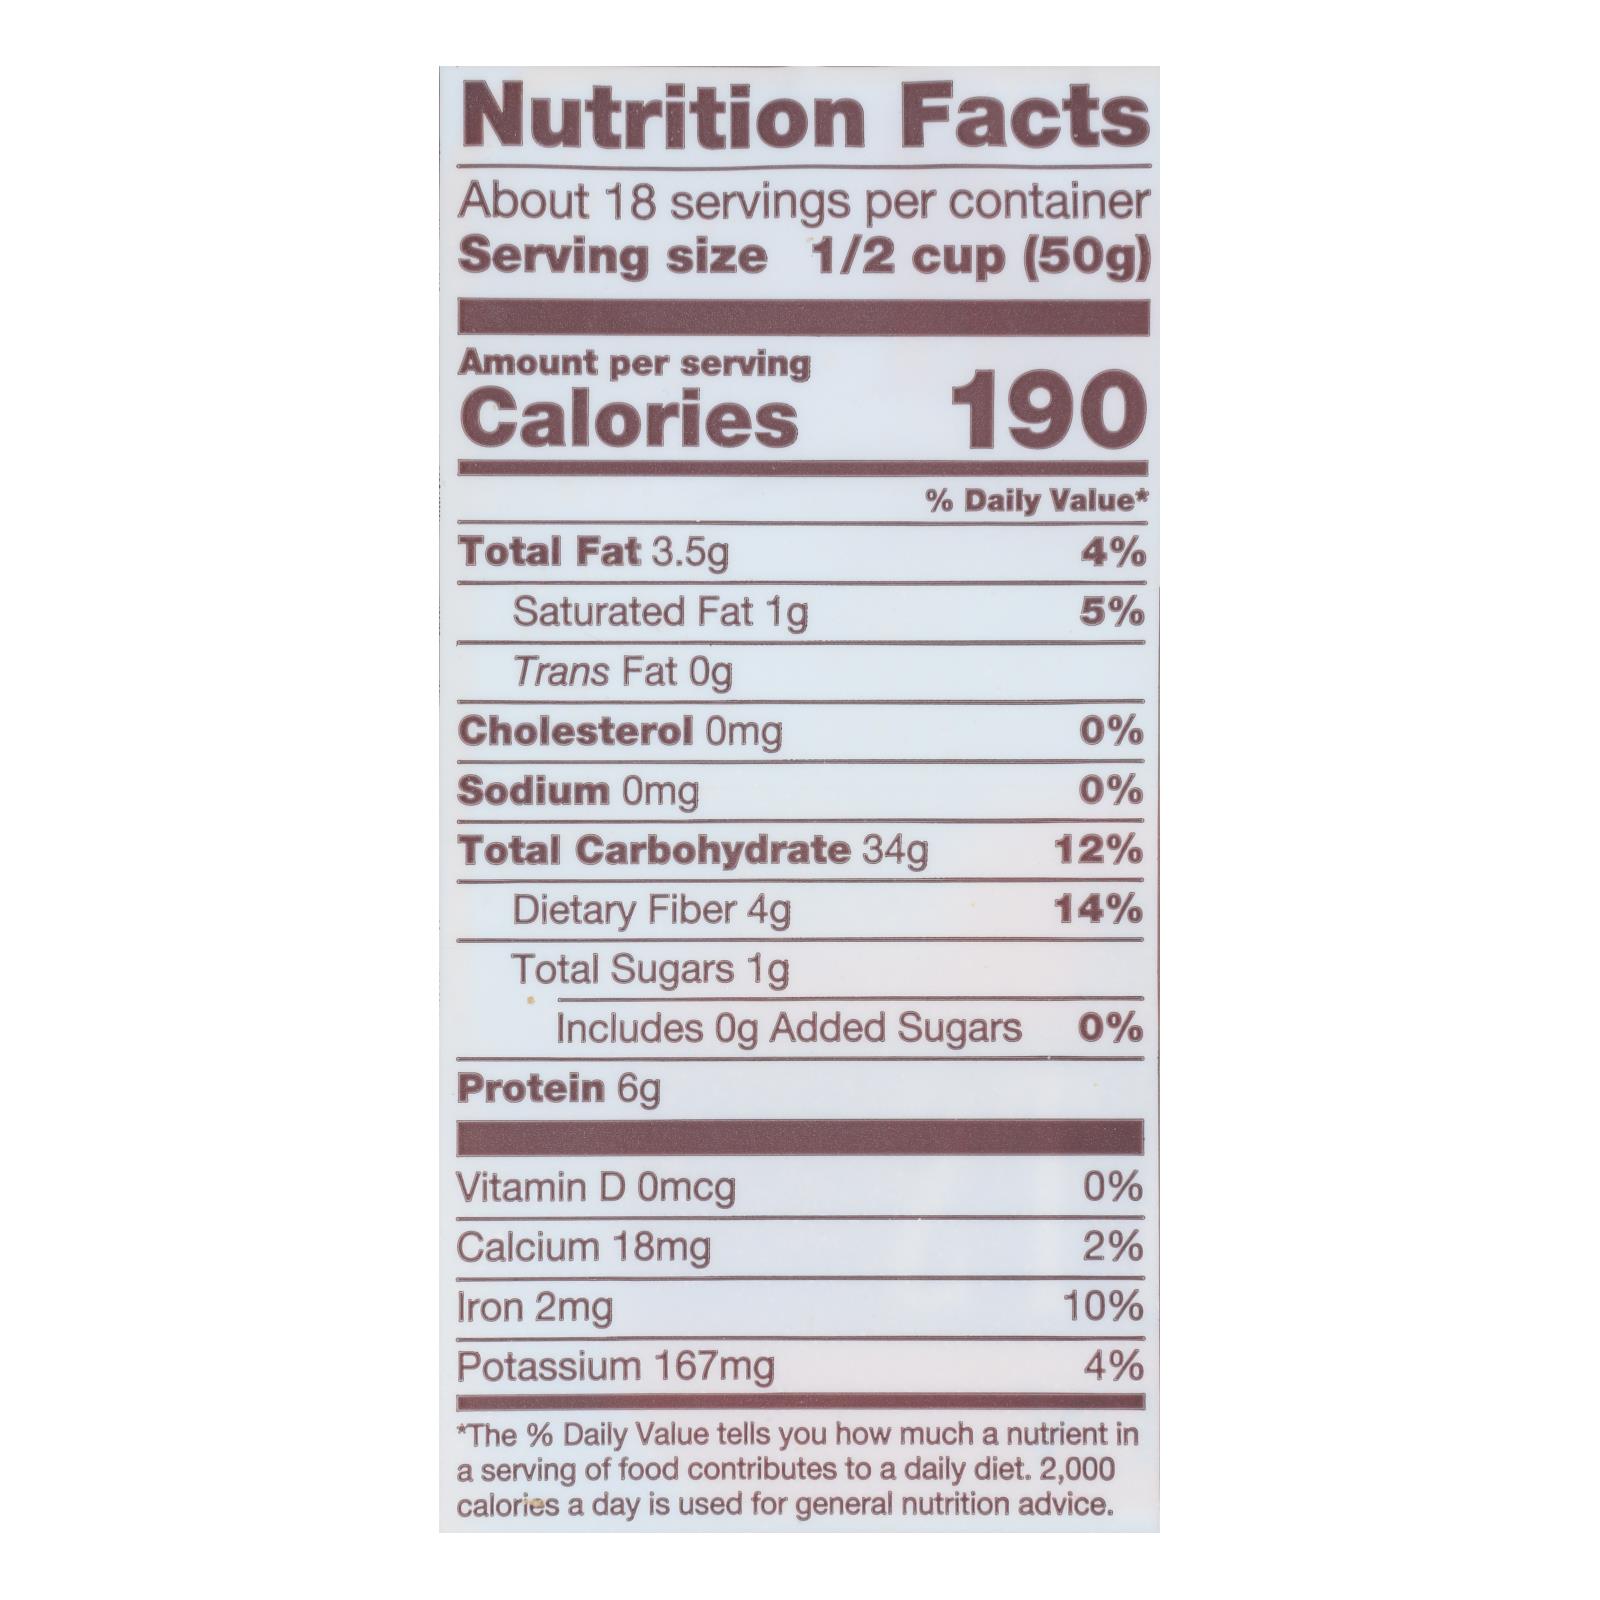 Nutrition Facts
About 18 servings per container
Serving size 1/2 cup (50g)
Amount per serving
Calories 190
% Daily Value*
Total Fat 3.5g 4%
Saturated Fat 1g 5%
Trans Fat 0g
Cholesterol 0mg 0%
Sodium 0mg 0%
Total Carbohydrate 34g 12%
Dietary Fiber 4g 14%
Total Sugars 1g
Includes 0g Added Sugars 0%
Protein 6g
Vitamin D 0mcg 0%
Calcium 18mg 2%
Iron 2mg 10%
Potassium 167mg 4%
*The % Daily Value tells you how much a nutrient in
a serving of food contributes to a daily diet. 2,000
calories a day is used for general nutrition advice.